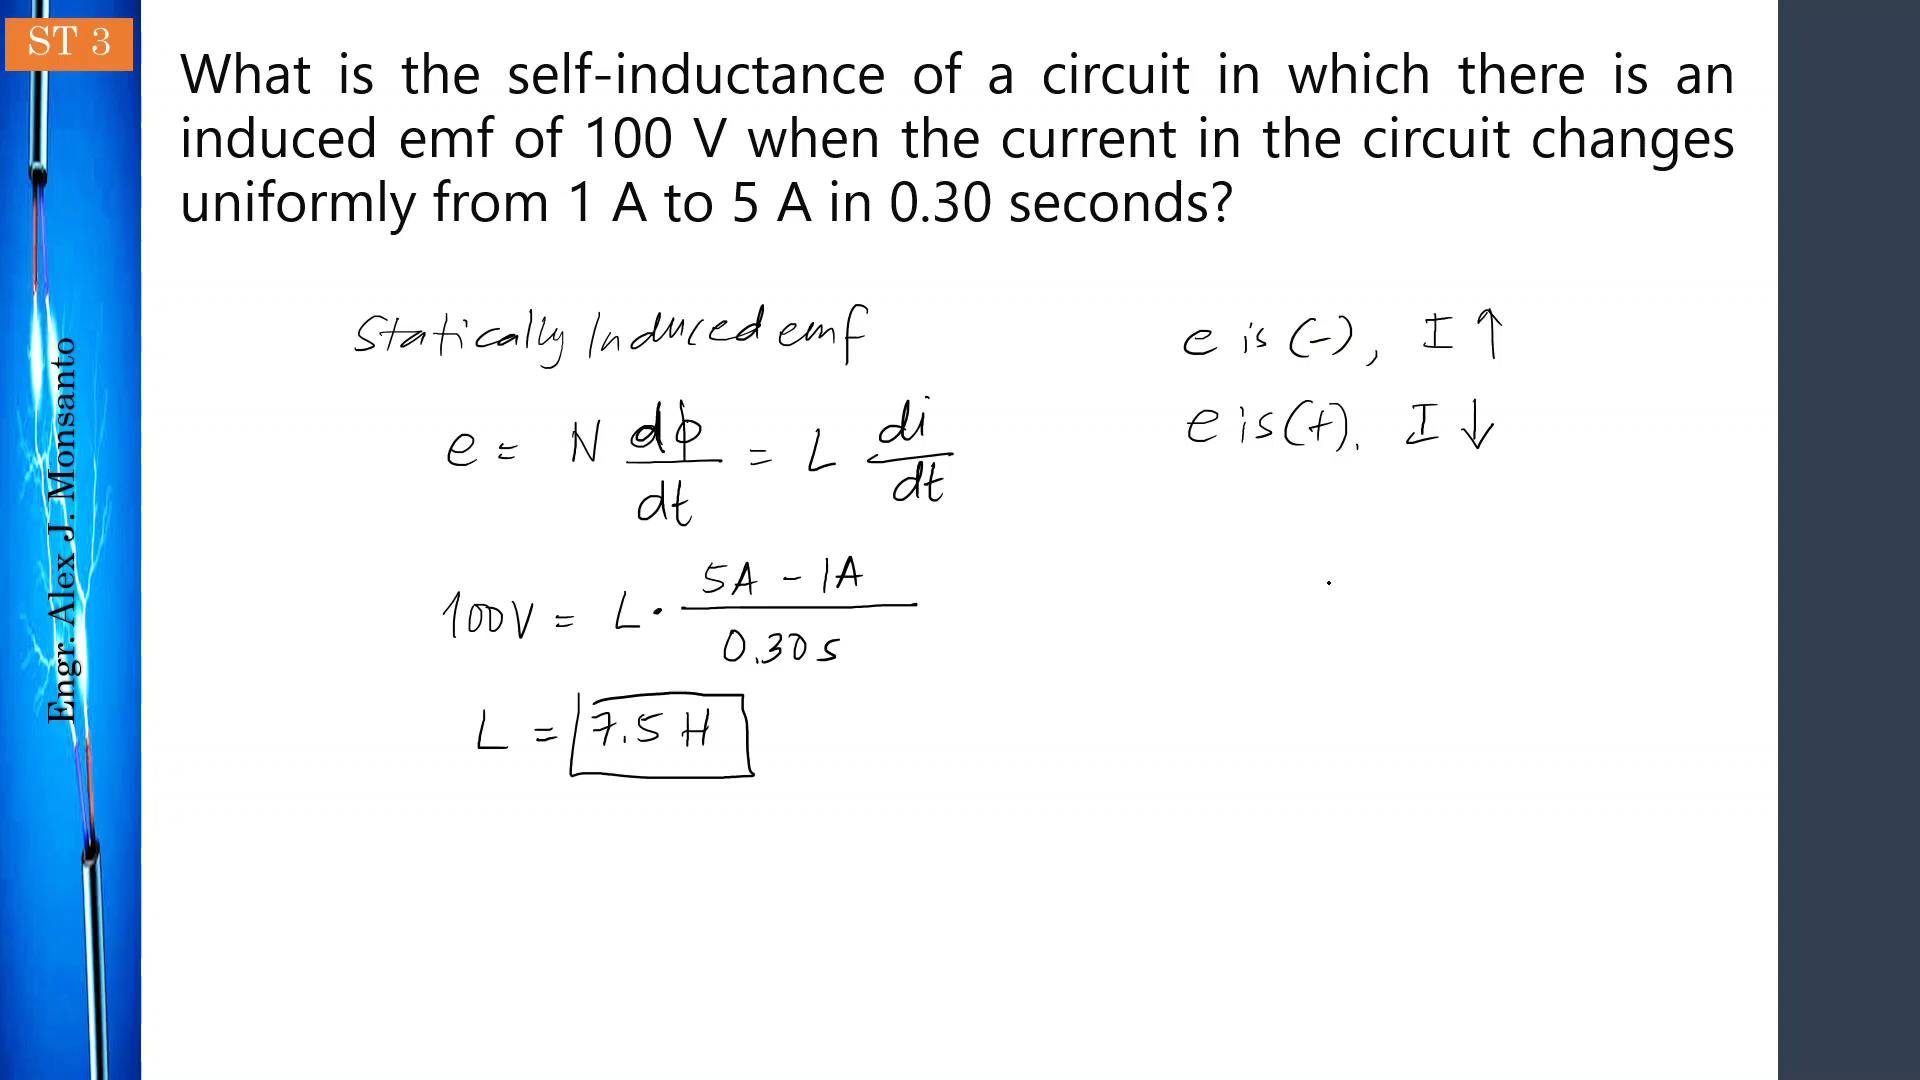 ST 3
What is the self-inductance of a circuit in which there is an
induced emf of 100 V when the current in the circuit changes
uniformly from 1 A to 5 A in 0.30 seconds?
Statically Induced emf
e = N dϕ/dt = L di/dt
100V = L · (5A - 1A)/0.30s
L = 7.5 H
e is (-), I ↑
e is (+). I ↓
Engr. Alex J. Monsanto